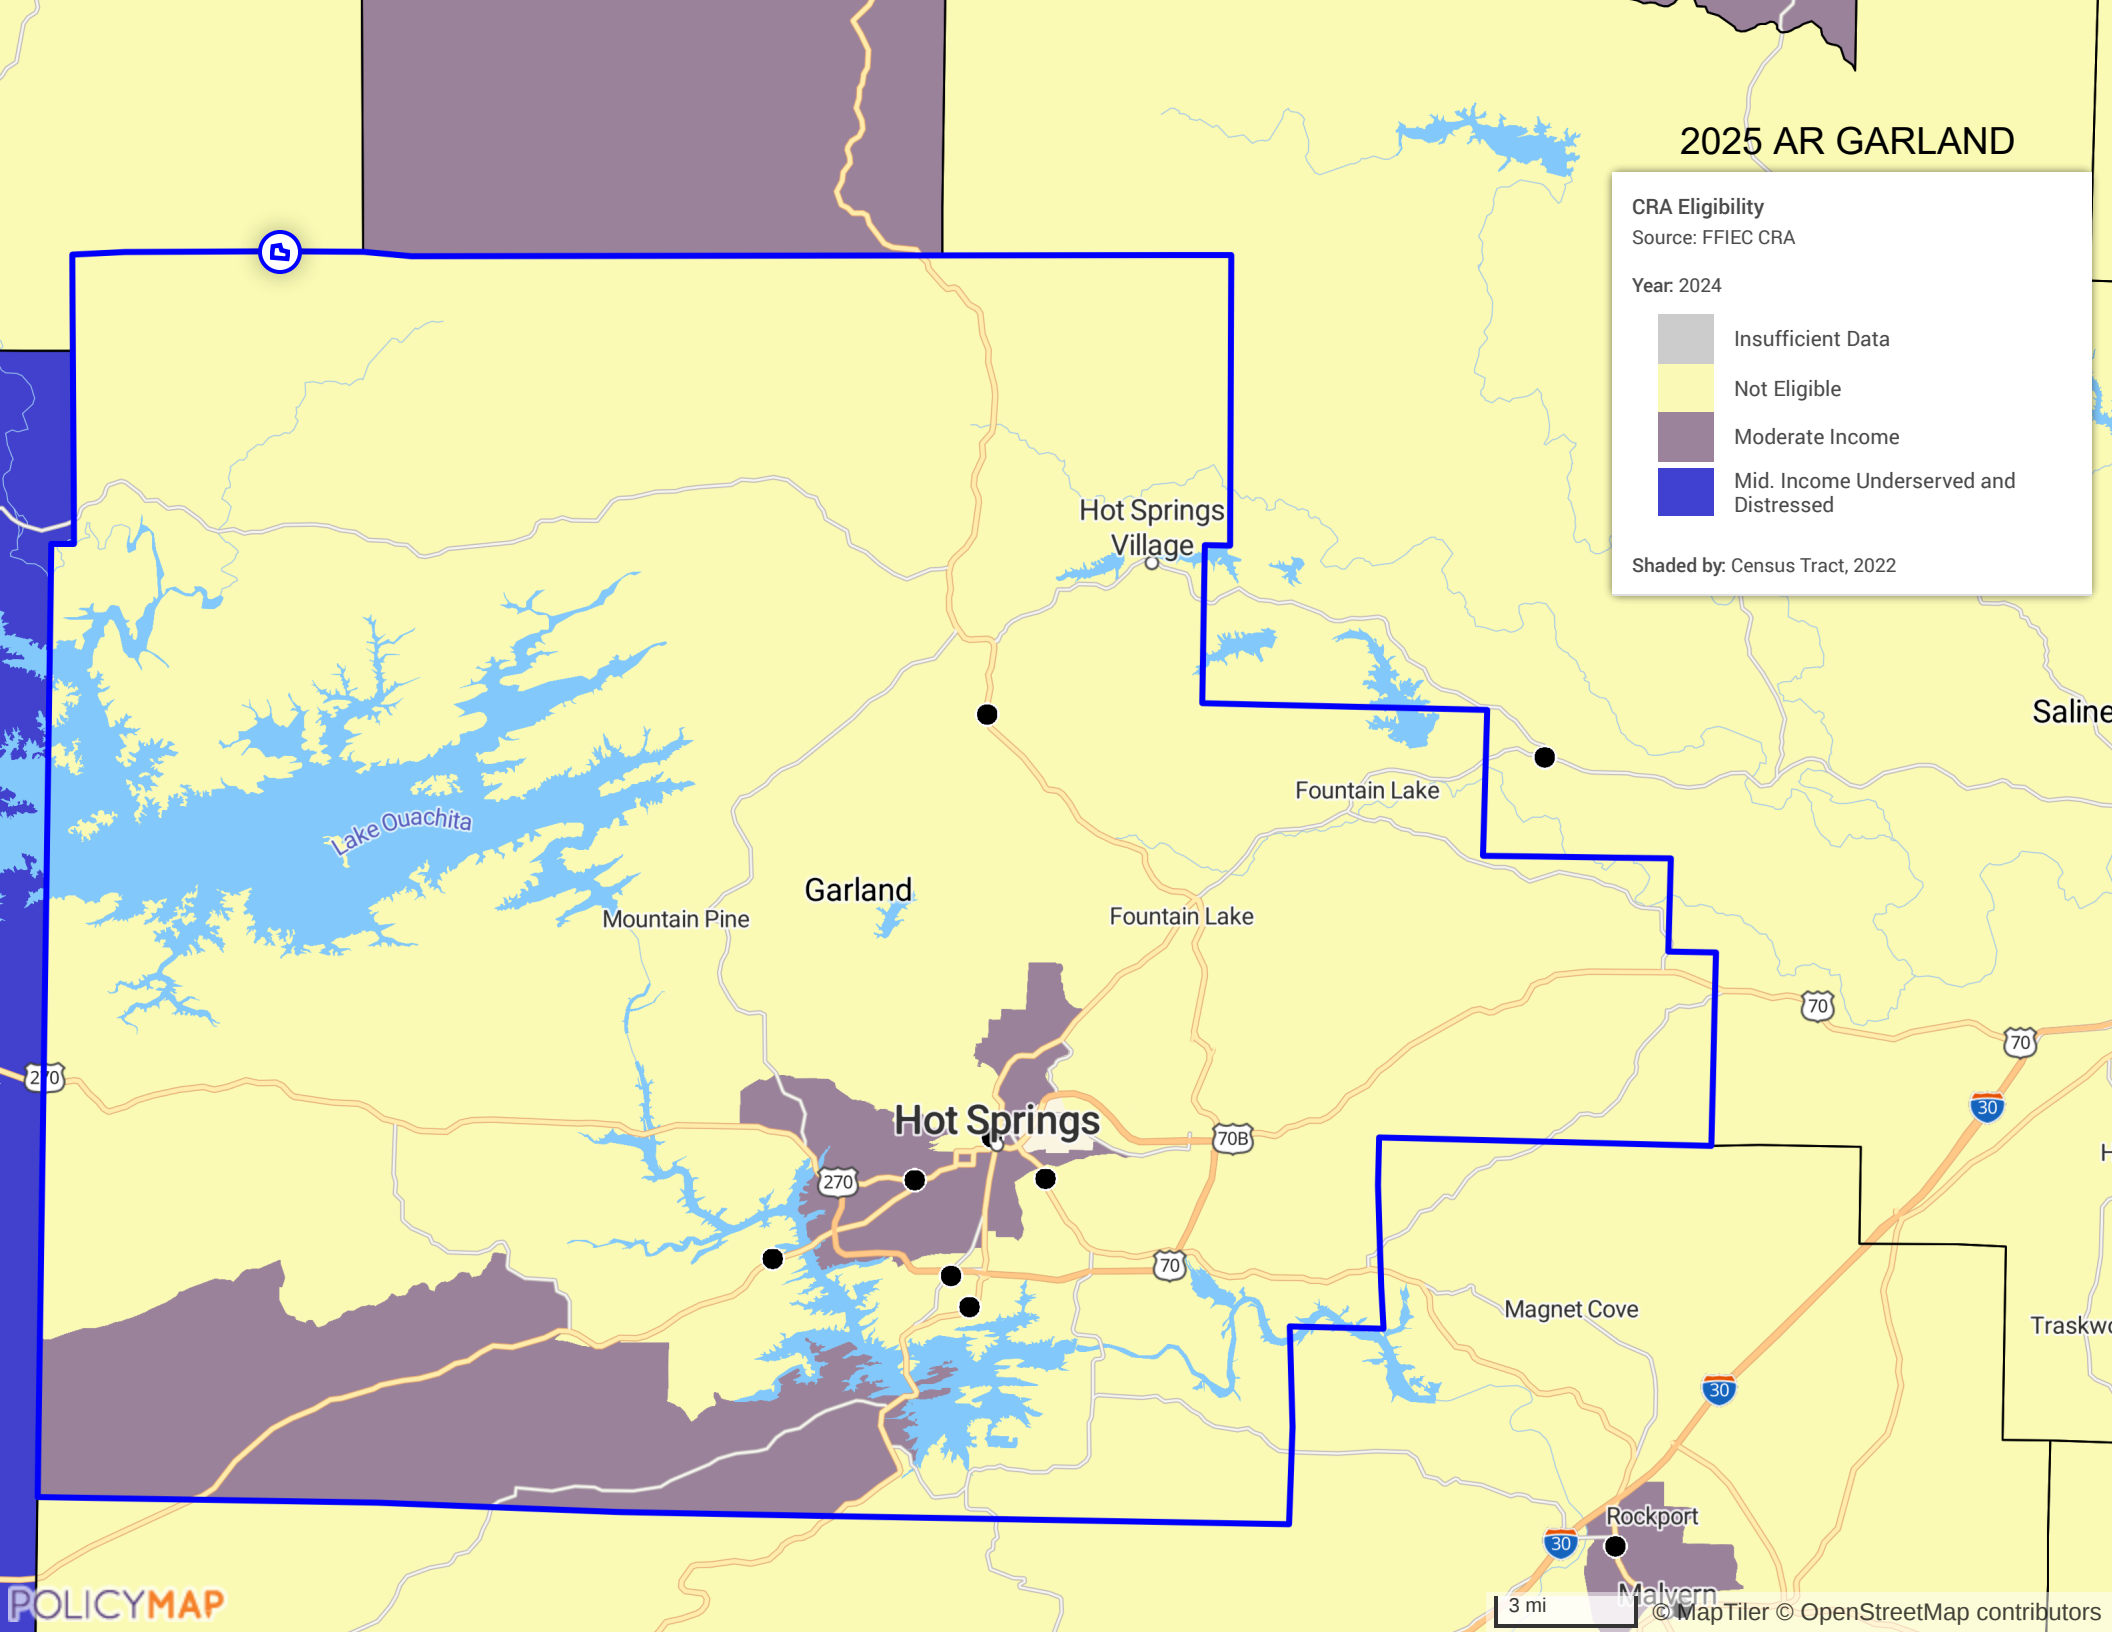 2025 AR GARLAND
CRA Eligibility
Source: FFIEC CRA
Year: 2024
Insufficient Data
Not Eligible
Moderate Income
Mid. Income Underserved and
Distressed
Shaded by: Census Tract, 2022
Hot Springs
Village
Saline
Fountain Lake
Lake Ouachita
Garland
Mountain Pine
Fountain Lake
70
70
270
30
Hot Springs
70B
H
270
70
Magnet Cove
Traskwo
30
Rockport
30
Malvern
POLICYMAP
3 mi
© MapTiler © OpenStreetMap contributors